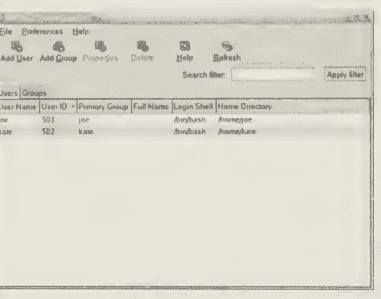 File Preferences Help
Add User Add Group Properties Delete Help Refresh
Search filter: Apply filter
Users Groups
User Name User ID Primary Group Full Name Login Shell Home Directory
joe 501 joe /bin/bash /home/joe
kate 502 kate /bin/bash /home/kate